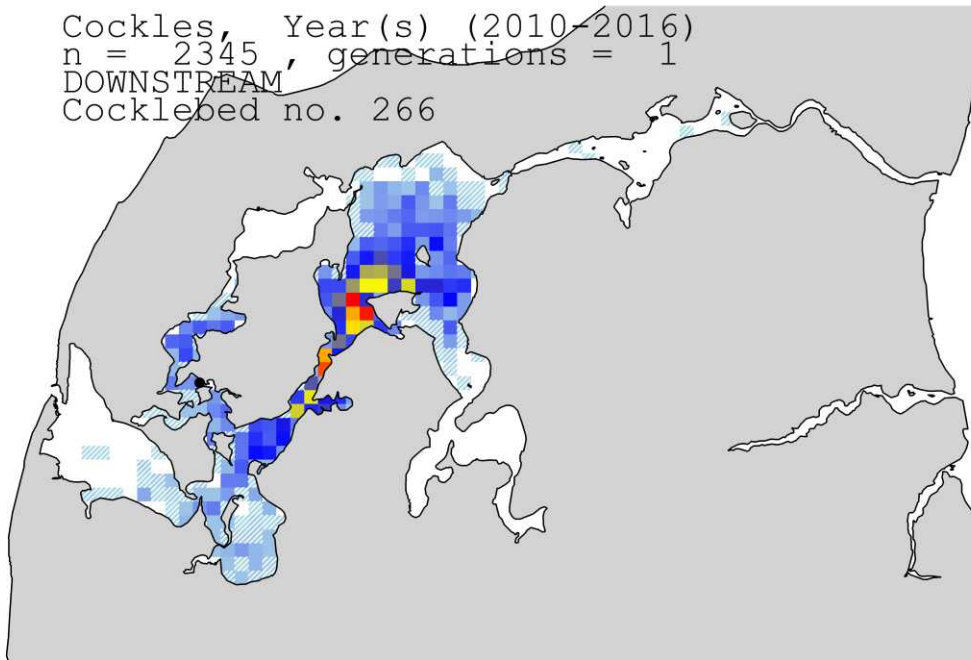 Cockles, Year(s) (2010-2016)
n = 2345 , generations = 1
DOWNSTREAM
Cocklebed no. 266